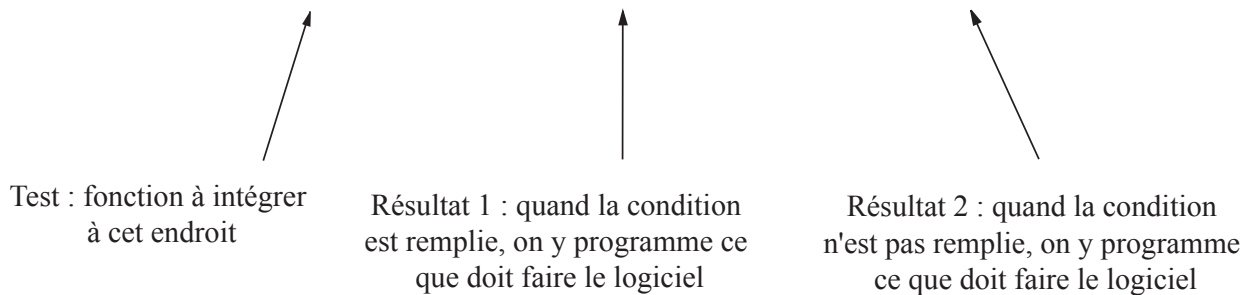 Test : fonction à intégrer
à cet endroit
Résultat 1 : quand la condition
est remplie, on y programme ce
que doit faire le logiciel
Résultat 2 : quand la condition
n'est pas remplie, on y programme
ce que doit faire le logiciel